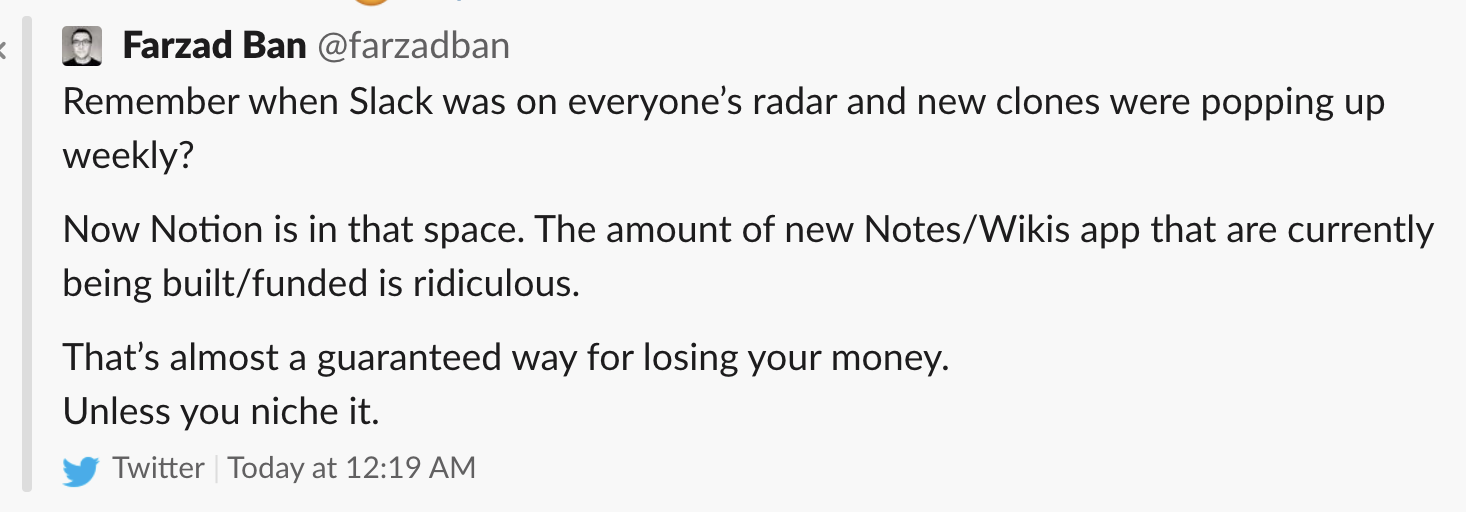 Farzad Ban @farzadban
Remember when Slack was on everyone’s radar and new clones were popping up
weekly?
Now Notion is in that space. The amount of new Notes/Wikis app that are currently
being built/funded is ridiculous.
That’s almost a guaranteed way for losing your money.
Unless you niche it.
Twitter | Today at 12:19 AM